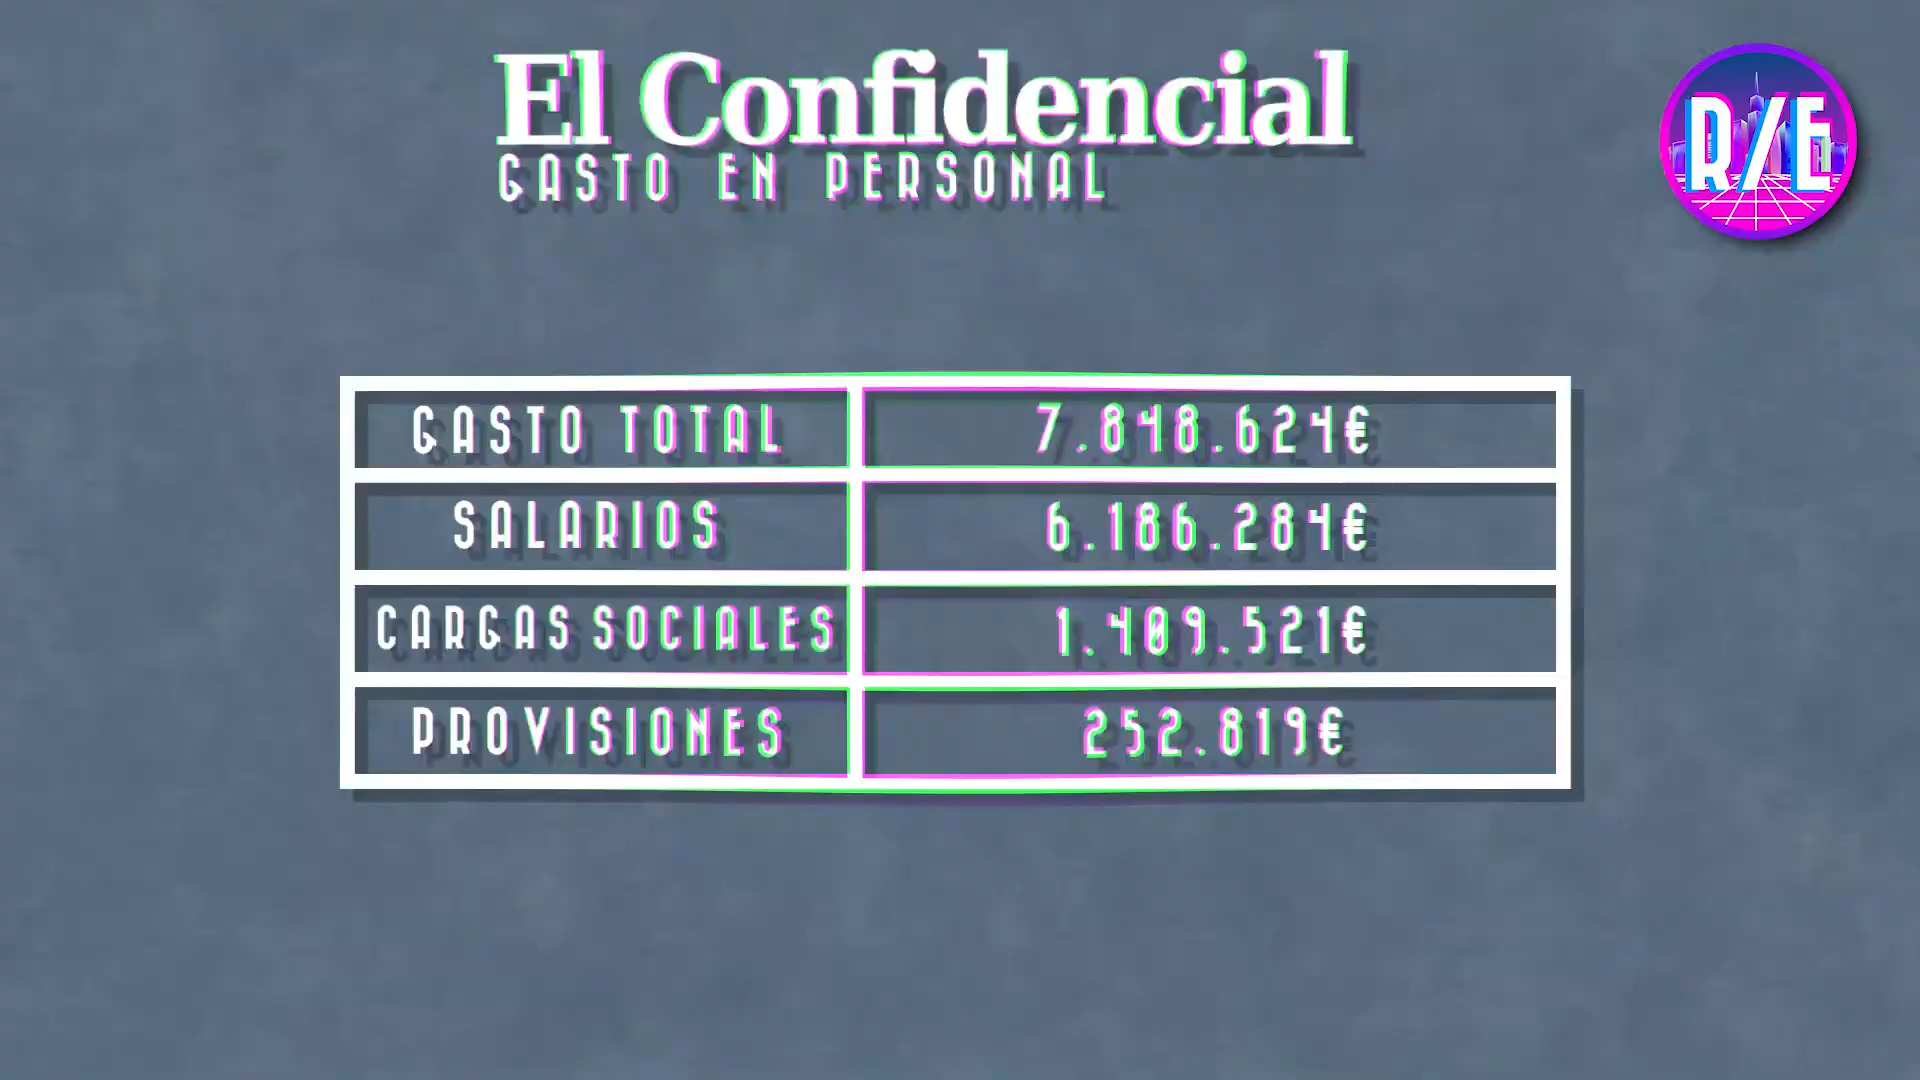 El Confidencial
GASTO EN PERSONAL
R/E
GASTO TOTAL 7.848.624€
SALARIOS 6.186.284€
CARGAS SOCIALES 1.409.521€
PROVISIONES 252.819€